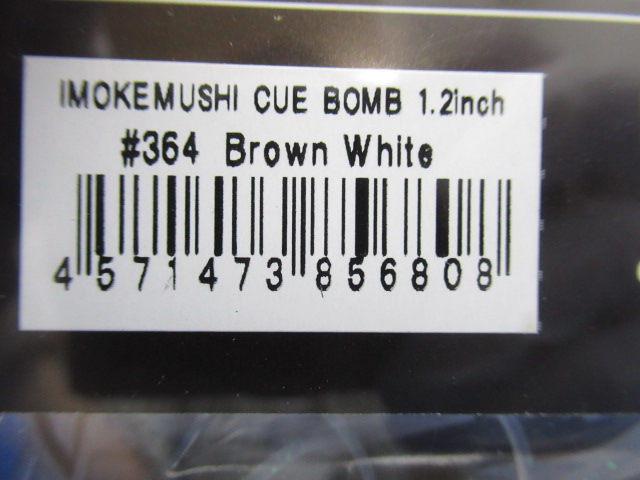 IMOKEMUSHI CUE BOMB 1.2inch
#364 Brown White
4 571473 856808